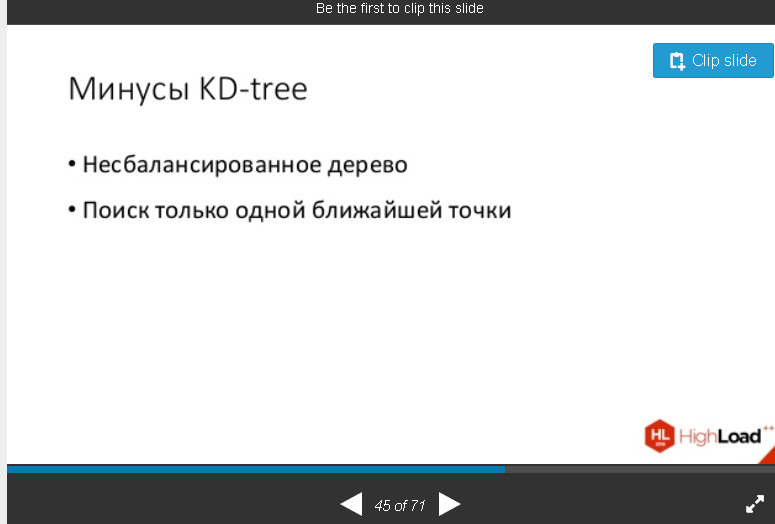 Be the first to clip this slide
Clip slide
Минусы KD-tree
• Несбалансированное дерево
• Поиск только одной ближайшей точки
HL
HighLoad++
45 of 71